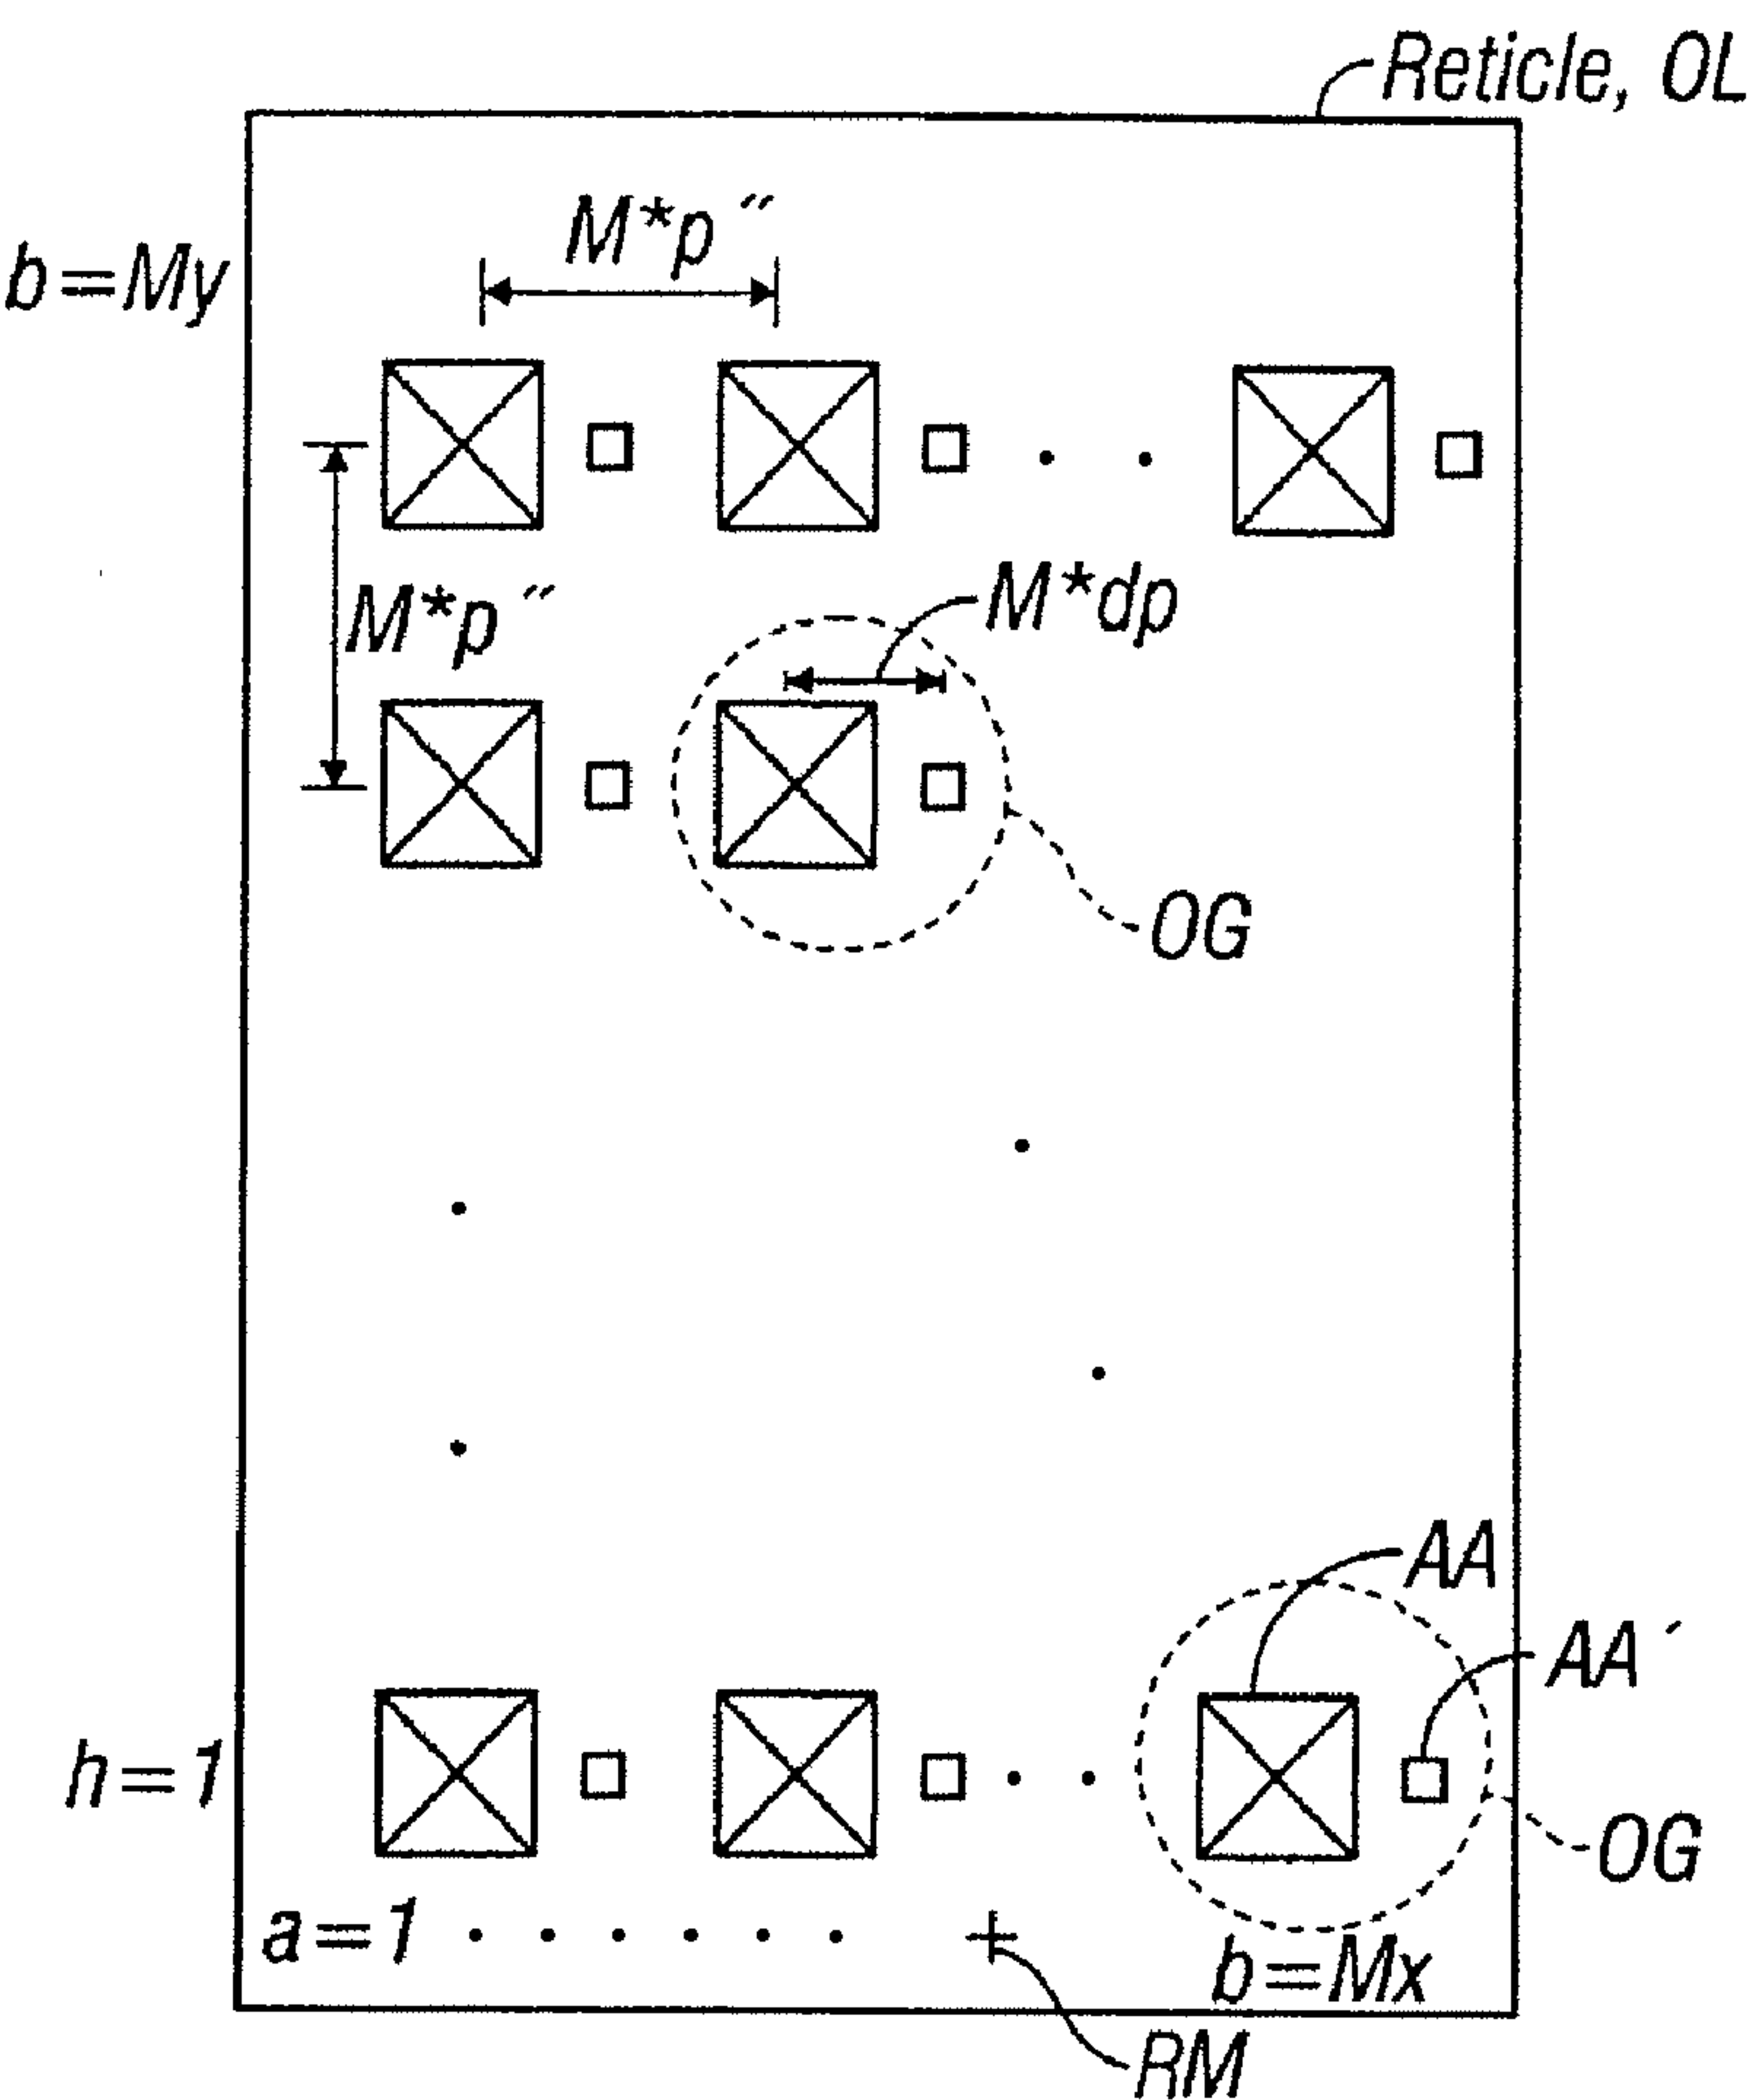 Reticle, OL
M*p″
b=My
M*dp
M*p″
OG
AA
AA′
h=1
OG
a=1
b=Mx
RM